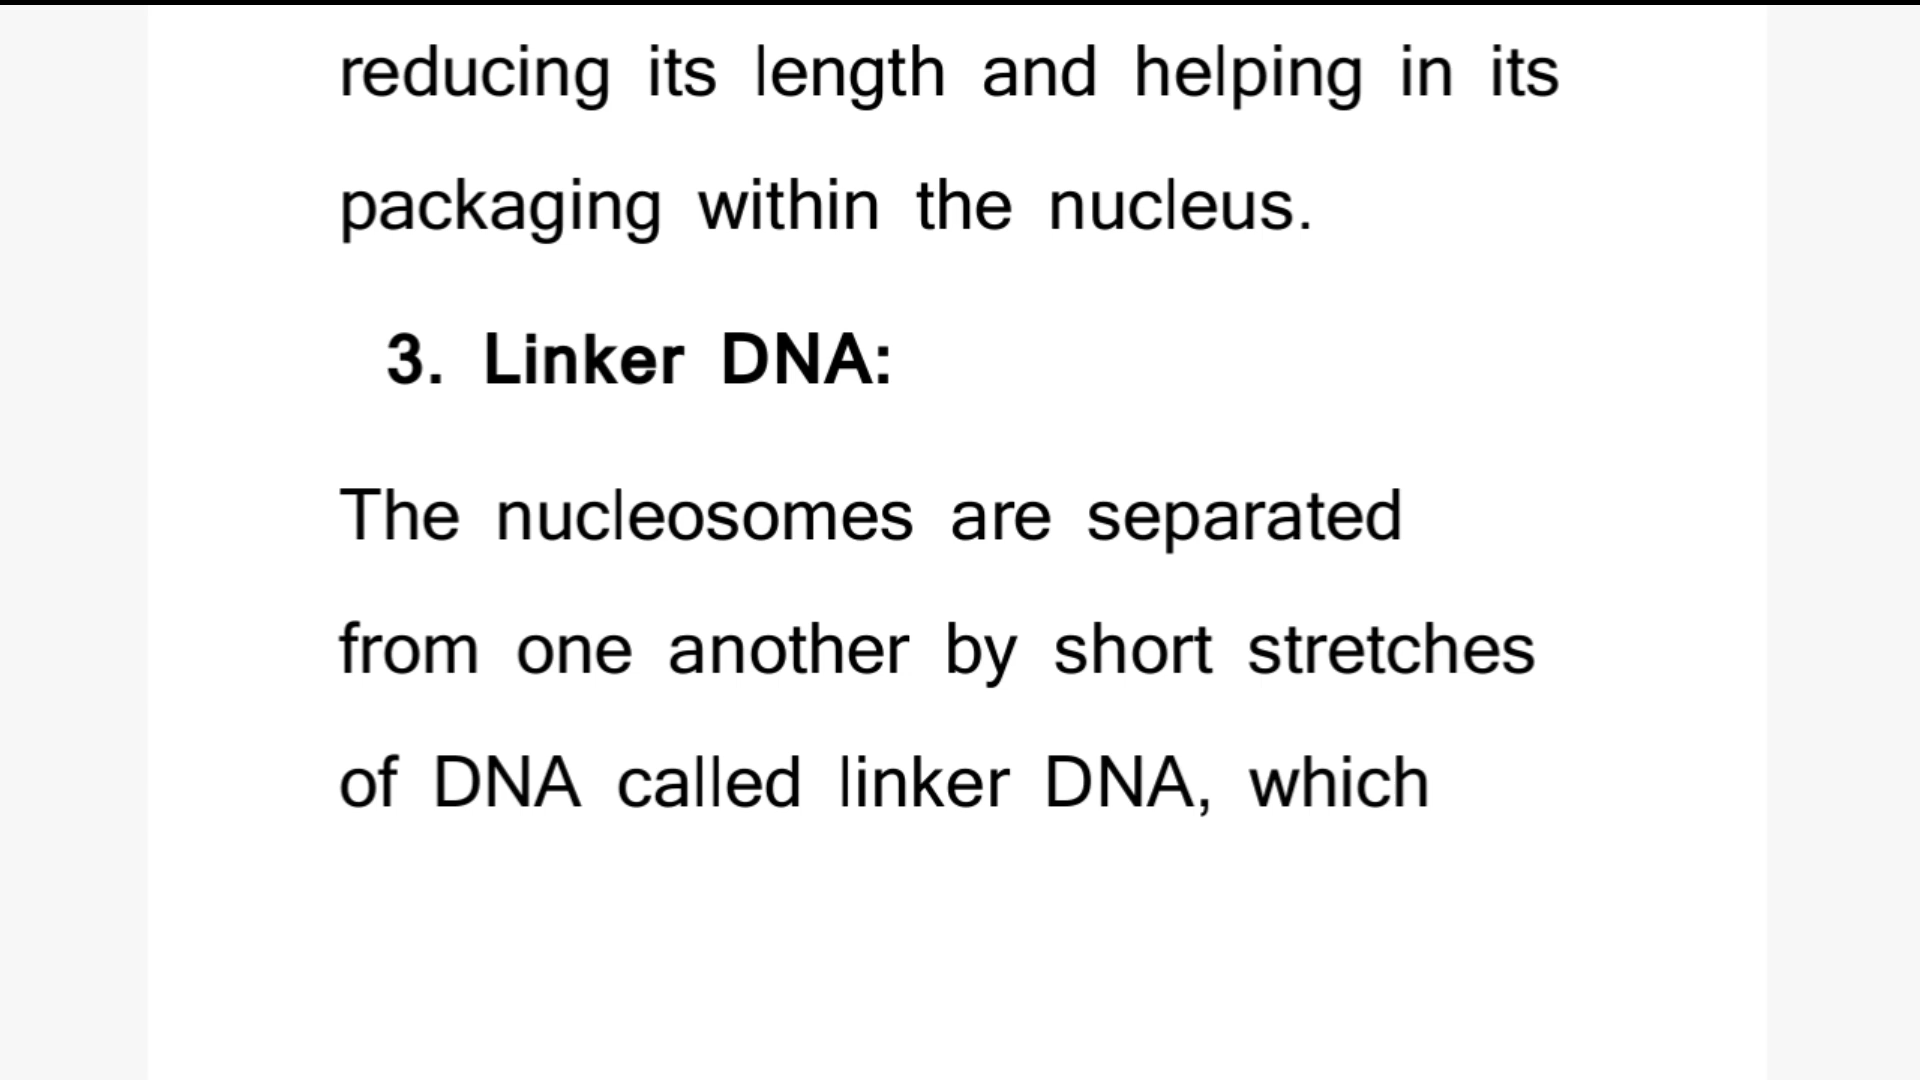 reducing its length and helping in its
packaging within the nucleus.
3. Linker DNA:
The nucleosomes are separated
from one another by short stretches
of DNA called linker DNA, which